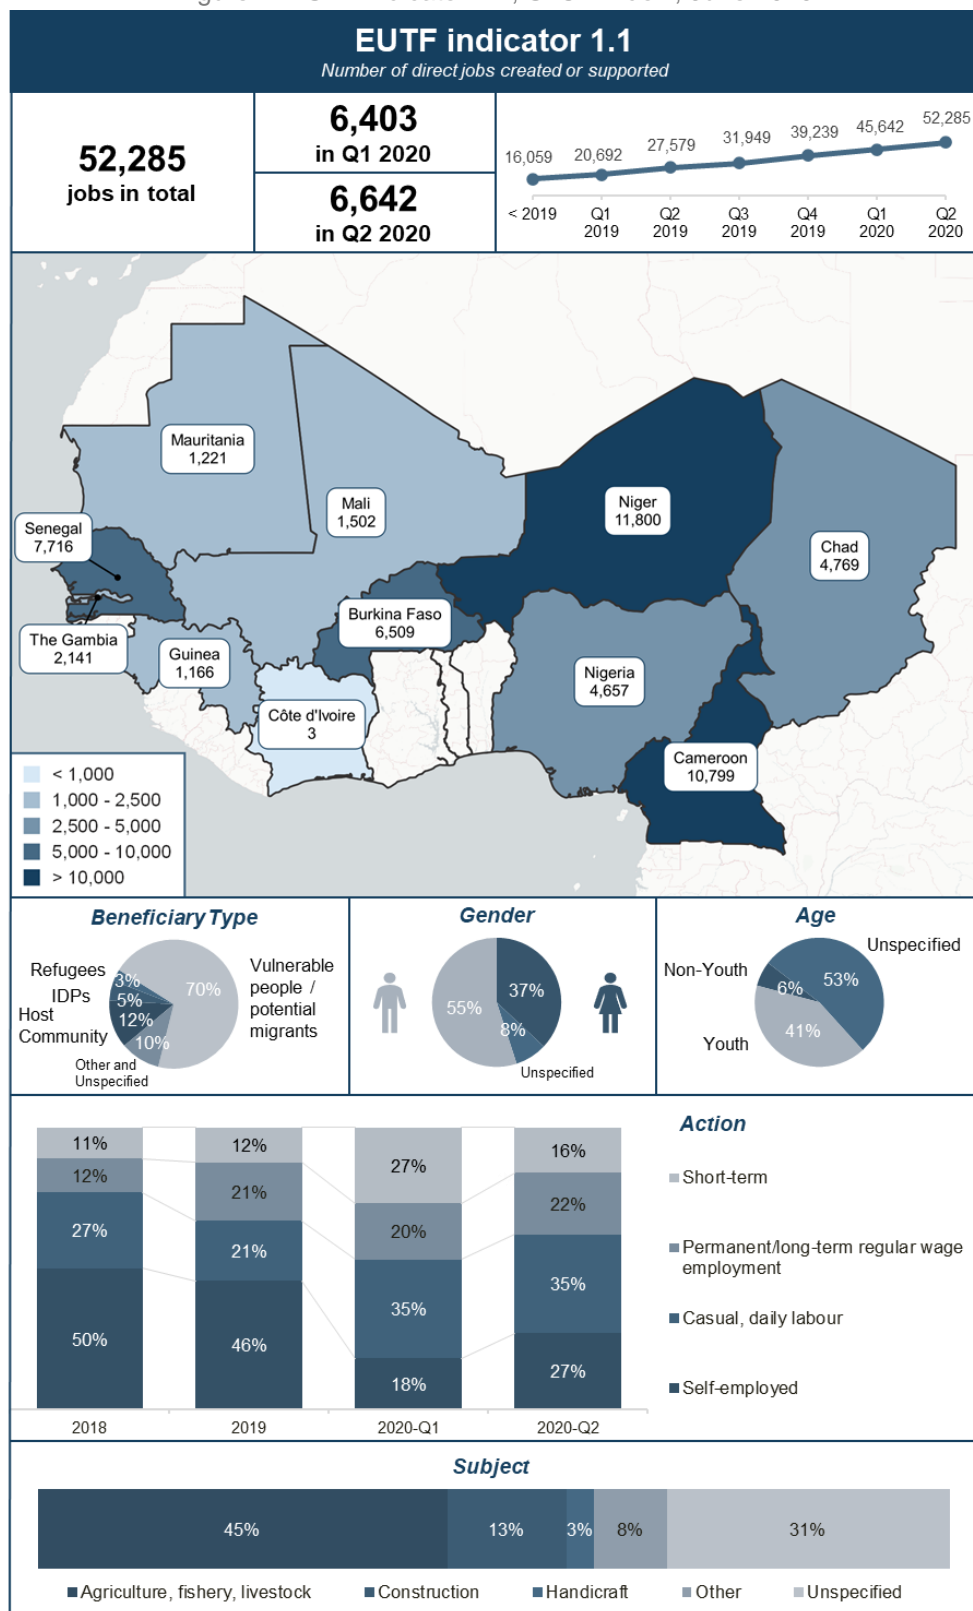 EUTF indicator 1.1
Number of direct jobs created or supported
52,285
jobs in total
6,403
in Q1 2020
6,642
in Q2 2020
16,059
20,692
27,579
31,949
39,239
45,642
52,285
< 2019
Q1
2019
Q2
2019
Q3
2019
Q4
2019
Q1
2020
Q2
2020
Mauritania
1,221
Mali
1,502
Niger
11,800
Senegal
7,716
Chad
4,769
Burkina Faso
6,509
The Gambia
2,141
Guinea
1,166
Nigeria
4,657
Côte d'Ivoire
3
Cameroon
10,799
< 1,000
1,000 - 2,500
2,500 - 5,000
5,000 - 10,000
> 10,000
Beneficiary Type
Refugees
3%
IDPs
5%
Host
Community
12%
Other and
Unspecified
10%
70%
Vulnerable
people /
potential
migrants
Gender
55%
37%
8%
Unspecified
Age
Unspecified
53%
Non-Youth
6%
Youth
41%
Action
11%
12%
27%
50%
12%
21%
21%
46%
27%
20%
35%
18%
16%
22%
35%
27%
2018
2019
2020-Q1
2020-Q2
Short-term
Permanent/long-term regular wage
employment
Casual, daily labour
Self-employed
Subject
45%
13%
3%
8%
31%
Agriculture, fishery, livestock
Construction
Handicraft
Other
Unspecified